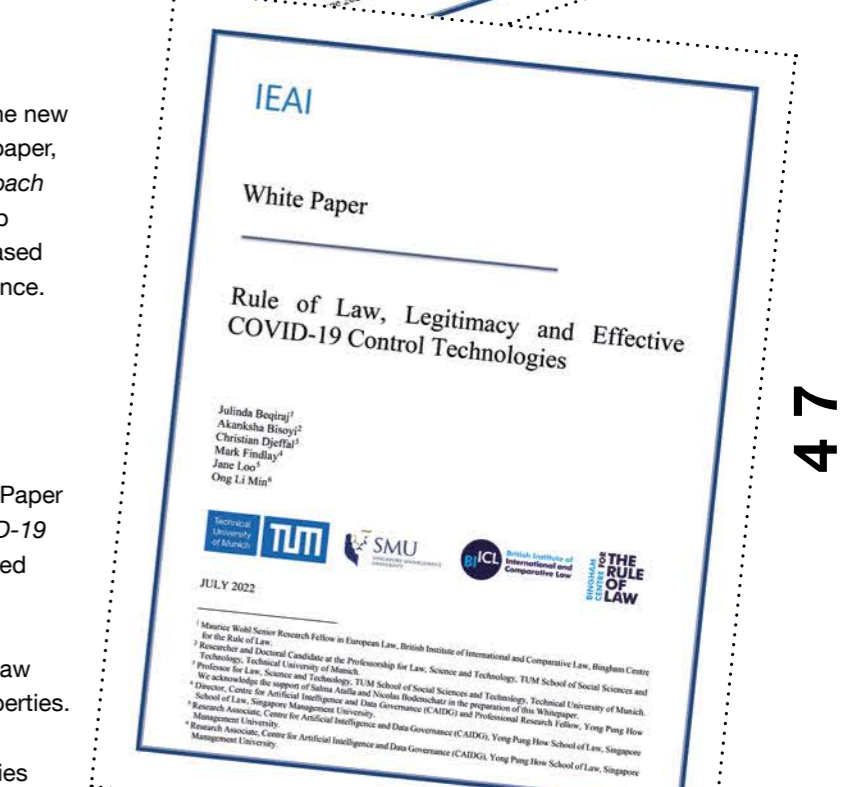 he new
paper,
oach
ased
nce.
Paper
D-19
ed
aw
perties.
ies
IEAI
White Paper
Rule of Law, Legitimacy and Effective
COVID-19 Control Technologies
Julinda Beqiraj¹
Akanksha Bisoyi²
Christian Djeffal³
Mark Findlay⁴
Jane Loo⁵
Ong Li Min⁶
Technical
University
of Munich
TUM
SMU
SINGAPORE MANAGEMENT
UNIVERSITY
BIICL
British Institute of
International and
Comparative Law
BINGHAM
CENTRE FOR
THE
RULE
OF
LAW
JULY 2022
¹ Maurice Wohl Senior Research Fellow in European Law, British Institute of International and Comparative Law, Bingham Centre
for the Rule of Law.
² Researcher and Doctoral Candidate at the Professorship for Law, Science and Technology, TUM School of Social Sciences and
Technology, Technical University of Munich.
³ Professor for Law, Science and Technology, TUM School of Social Sciences and Technology, Technical University of Munich.
We acknowledge the support of Salma Atalla and Nicolas Bodenschatz in the preparation of this Whitepaper.
⁴ Director, Centre for Artificial Intelligence and Data Governance (CAIDG) and Professional Research Fellow, Yong Pung How
School of Law, Singapore Management University.
⁵ Research Associate, Centre for Artificial Intelligence and Data Governance (CAIDG), Yong Pung How School of Law, Singapore
Management University.
⁶ Research Associate, Centre for Artificial Intelligence and Data Governance (CAIDG), Yong Pung How School of Law, Singapore
Management University.
47